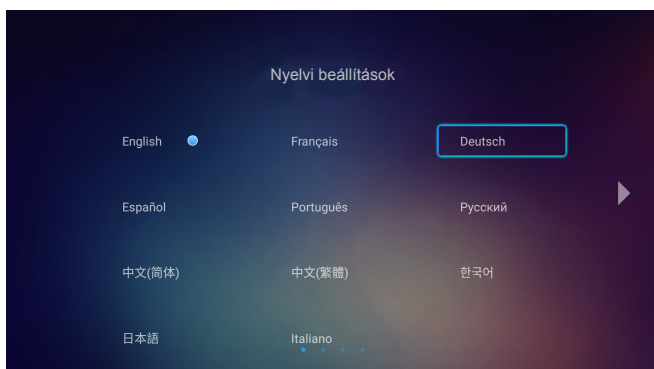 Nyelvi beállítások
English Français Deutsch
Español Português Русский
中文(简体) 中文(繁體) 한국어
日本語 Italiano